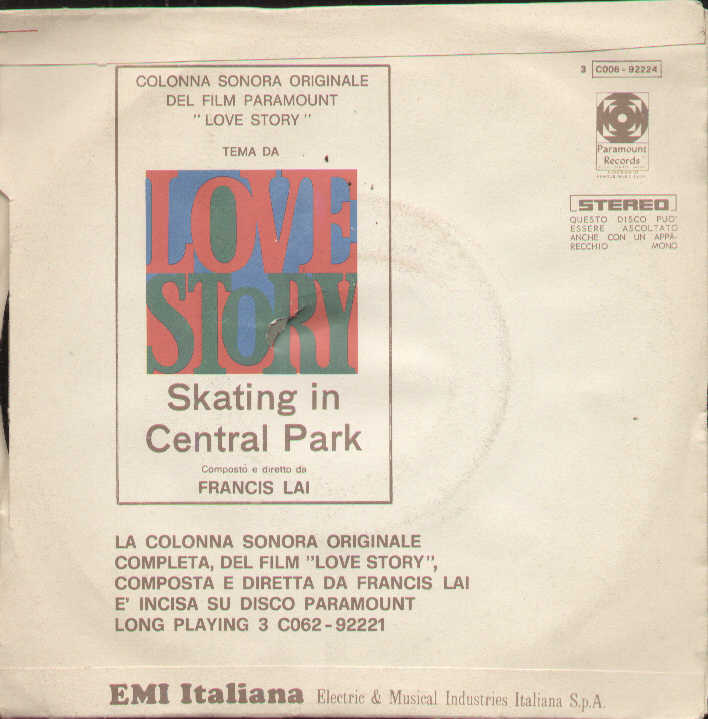 COLONNA SONORA ORIGINALE
DEL FILM PARAMOUNT
"LOVE STORY"
TEMA DA
LOVE
STORY
Skating in
Central Park
Composto e diretto da
FRANCIS LAI
3 C006-92224
Paramount
Records
STEREO
QUESTO DISCO PUO'
ESSERE ASCOLTATO
ANCHE CON UN APPA-
RECCHIO MONO
LA COLONNA SONORA ORIGINALE
COMPLETA, DEL FILM "LOVE STORY",
COMPOSTA E DIRETTA DA FRANCIS LAI
E' INCISA SU DISCO PARAMOUNT
LONG PLAYING 3 C062-92221
EMI Italiana Electric & Musical Industries Italiana S.p.A.